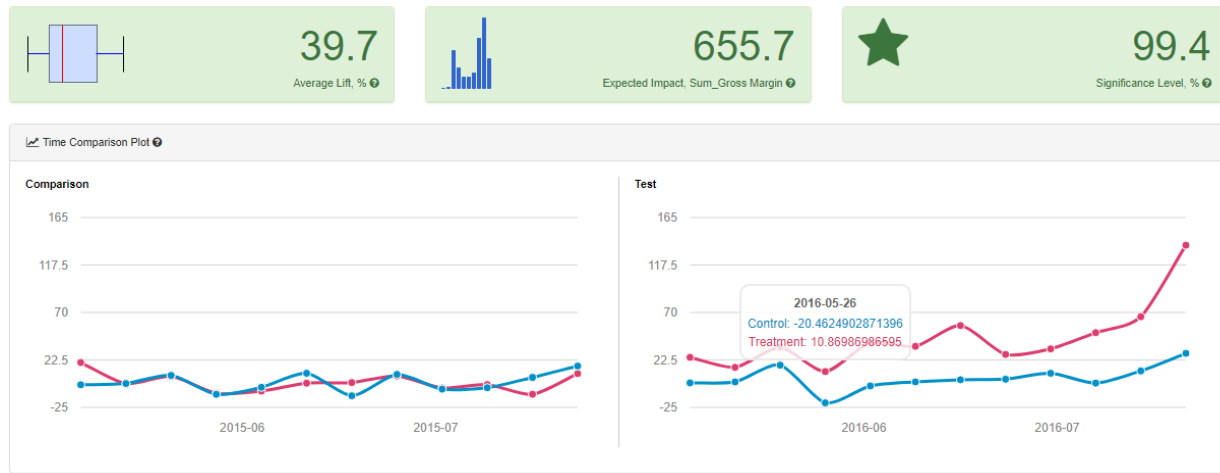 39.7
Average Lift, %
655.7
Expected Impact, Sum_Gross Margin
99.4
Significance Level, %
Time Comparison Plot
Comparison
165
117.5
70
22.5
-25
2015-06
2015-07
Test
165
117.5
70
22.5
-25
2016-06
2016-07
2016-05-26
Control: -20.4624902871396
Treatment: 10.86986986595